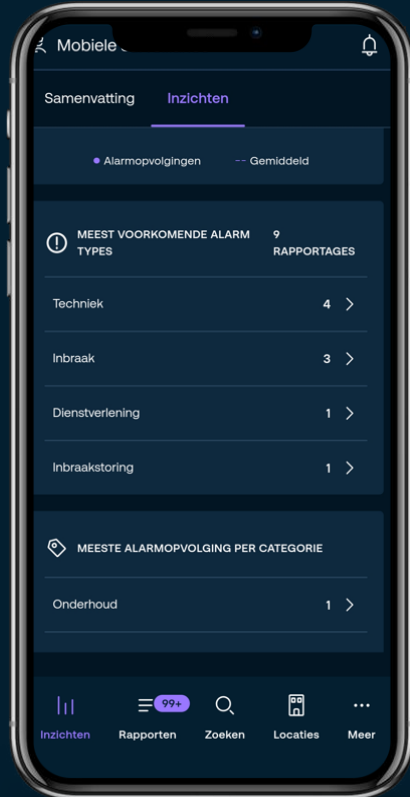 Mobiele
Samenvatting Inzichten
Alarmopvolgingen -- Gemiddeld
MEEST VOORKOMENDE ALARM TYPES
9 RAPPORTAGES
Techniek 4
Inbraak 3
Dienstverlening 1
Inbraakstoring 1
MEESTE ALARMOPVOLGING PER CATEGORIE
Onderhoud 1
99+
Inzichten Rapporten Zoeken Locaties Meer